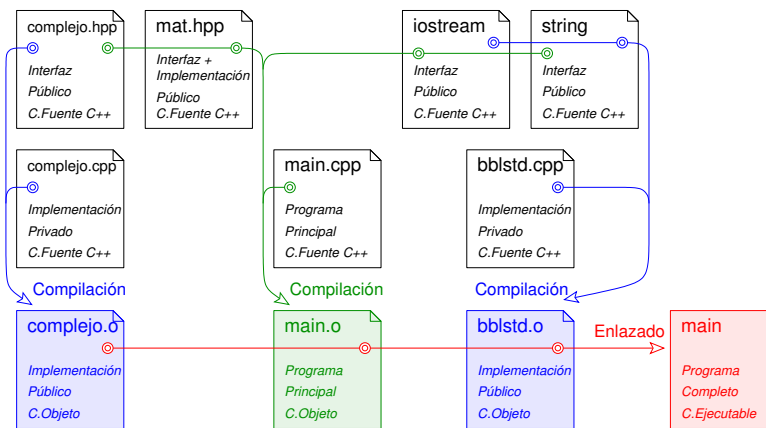 complejo.hpp
Interfaz
Público
C.Fuente C++
mat.hpp
Interfaz +
Implementación
Público
C.Fuente C++
iostream
Interfaz
Público
C.Fuente C++
string
Interfaz
Público
C.Fuente C++
complejo.cpp
Implementación
Privado
C.Fuente C++
main.cpp
Programa
Principal
C.Fuente C++
bblstd.cpp
Implementación
Privado
C.Fuente C++
Compilación
Compilación
Compilación
complejo.o
Implementación
Público
C.Objeto
main.o
Programa
Principal
C.Objeto
bblstd.o
Implementación
Público
C.Objeto
Enlazado
main
Programa
Completo
C.Ejecutable